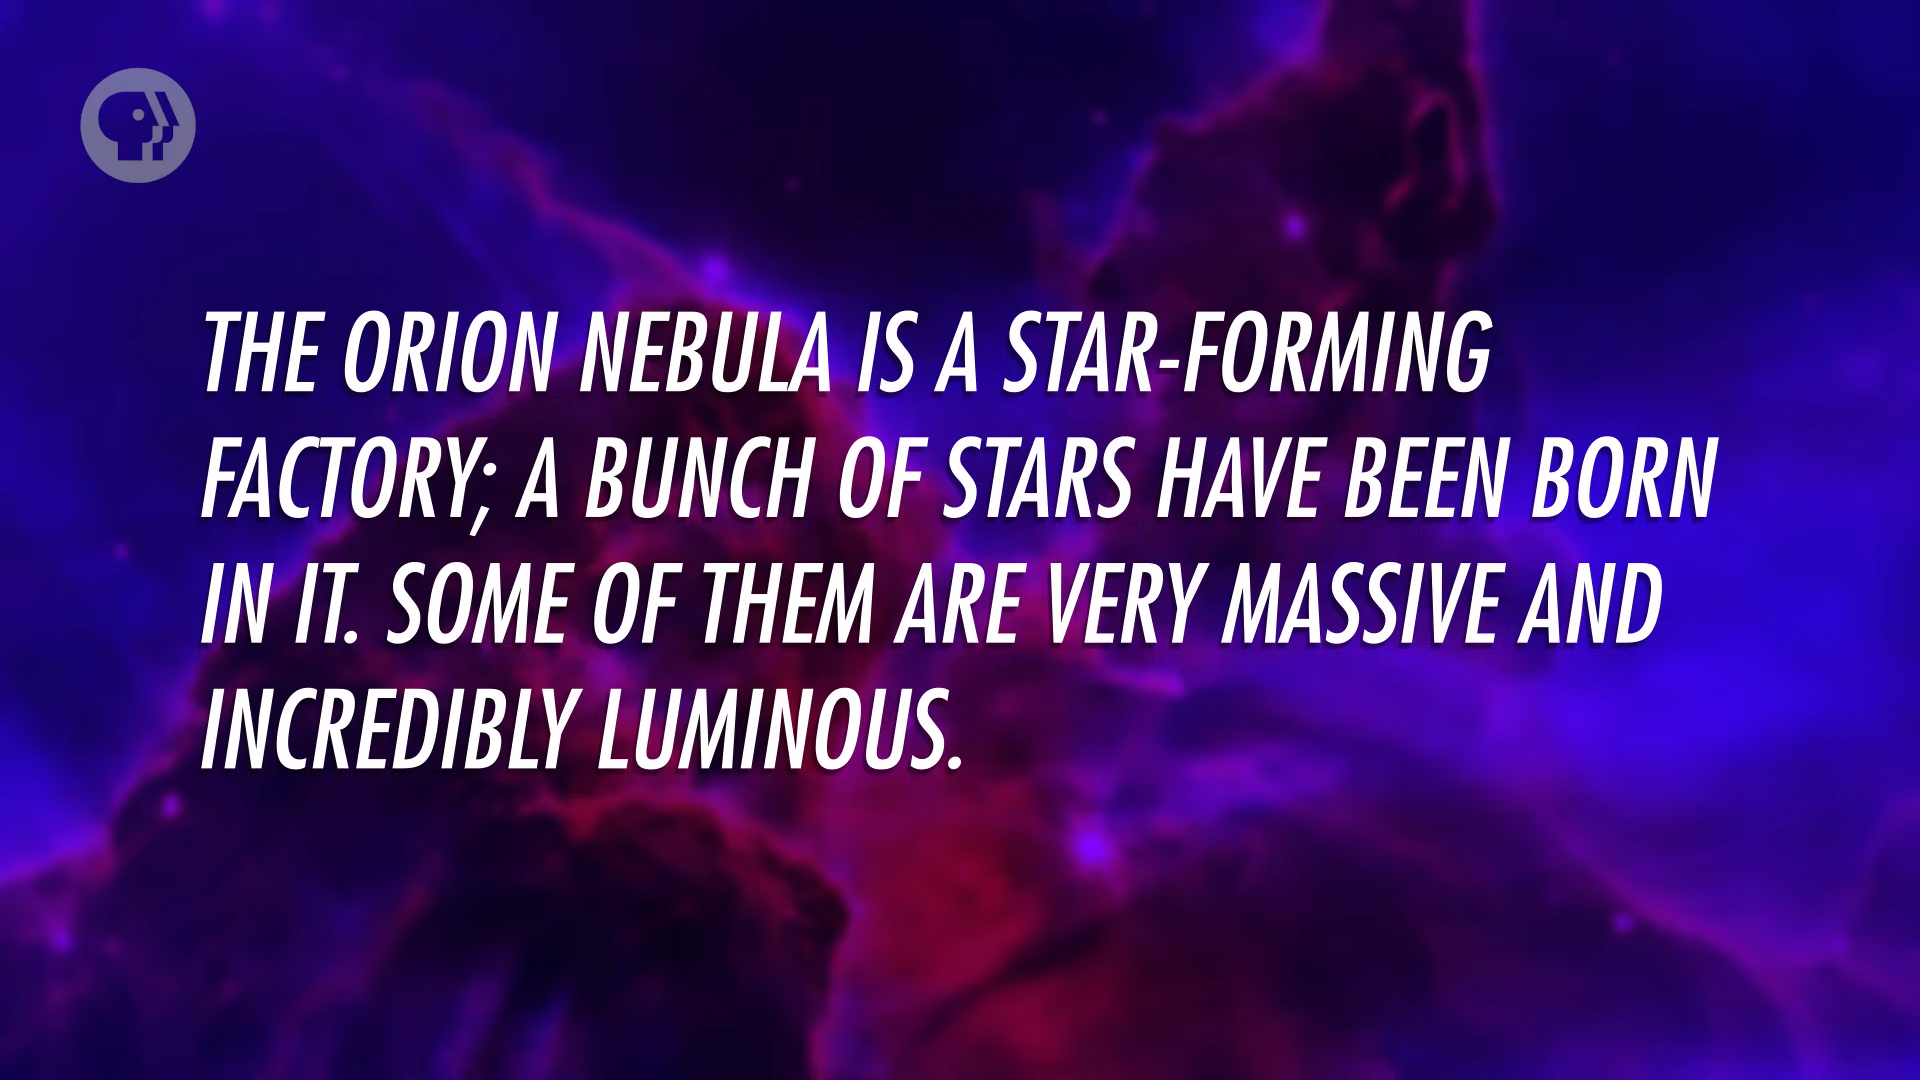 THE ORION NEBULA IS A STAR-FORMING
FACTORY; A BUNCH OF STARS HAVE BEEN BORN
IN IT. SOME OF THEM ARE VERY MASSIVE AND
INCREDIBLY LUMINOUS.